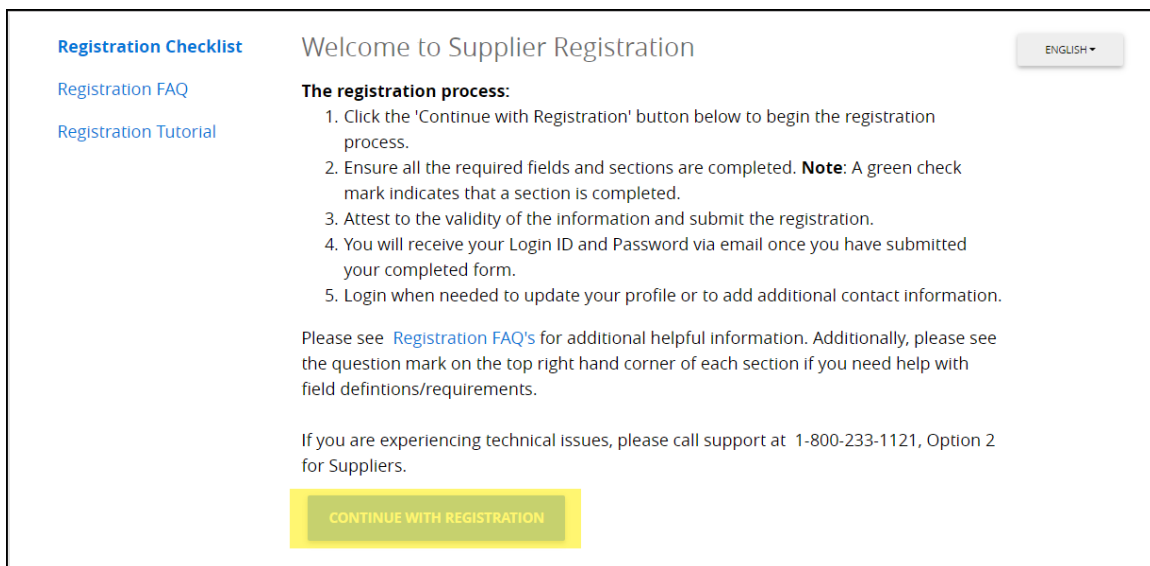 Registration Checklist
Registration FAQ
Registration Tutorial
Welcome to Supplier Registration
ENGLISH
The registration process:
1. Click the 'Continue with Registration' button below to begin the registration
process.
2. Ensure all the required fields and sections are completed. Note: A green check
mark indicates that a section is completed.
3. Attest to the validity of the information and submit the registration.
4. You will receive your Login ID and Password via email once you have submitted
your completed form.
5. Login when needed to update your profile or to add additional contact information.
Please see Registration FAQ's for additional helpful information. Additionally, please see
the question mark on the top right hand corner of each section if you need help with
field defintions/requirements.
If you are experiencing technical issues, please call support at 1-800-233-1121, Option 2
for Suppliers.
CONTINUE WITH REGISTRATION